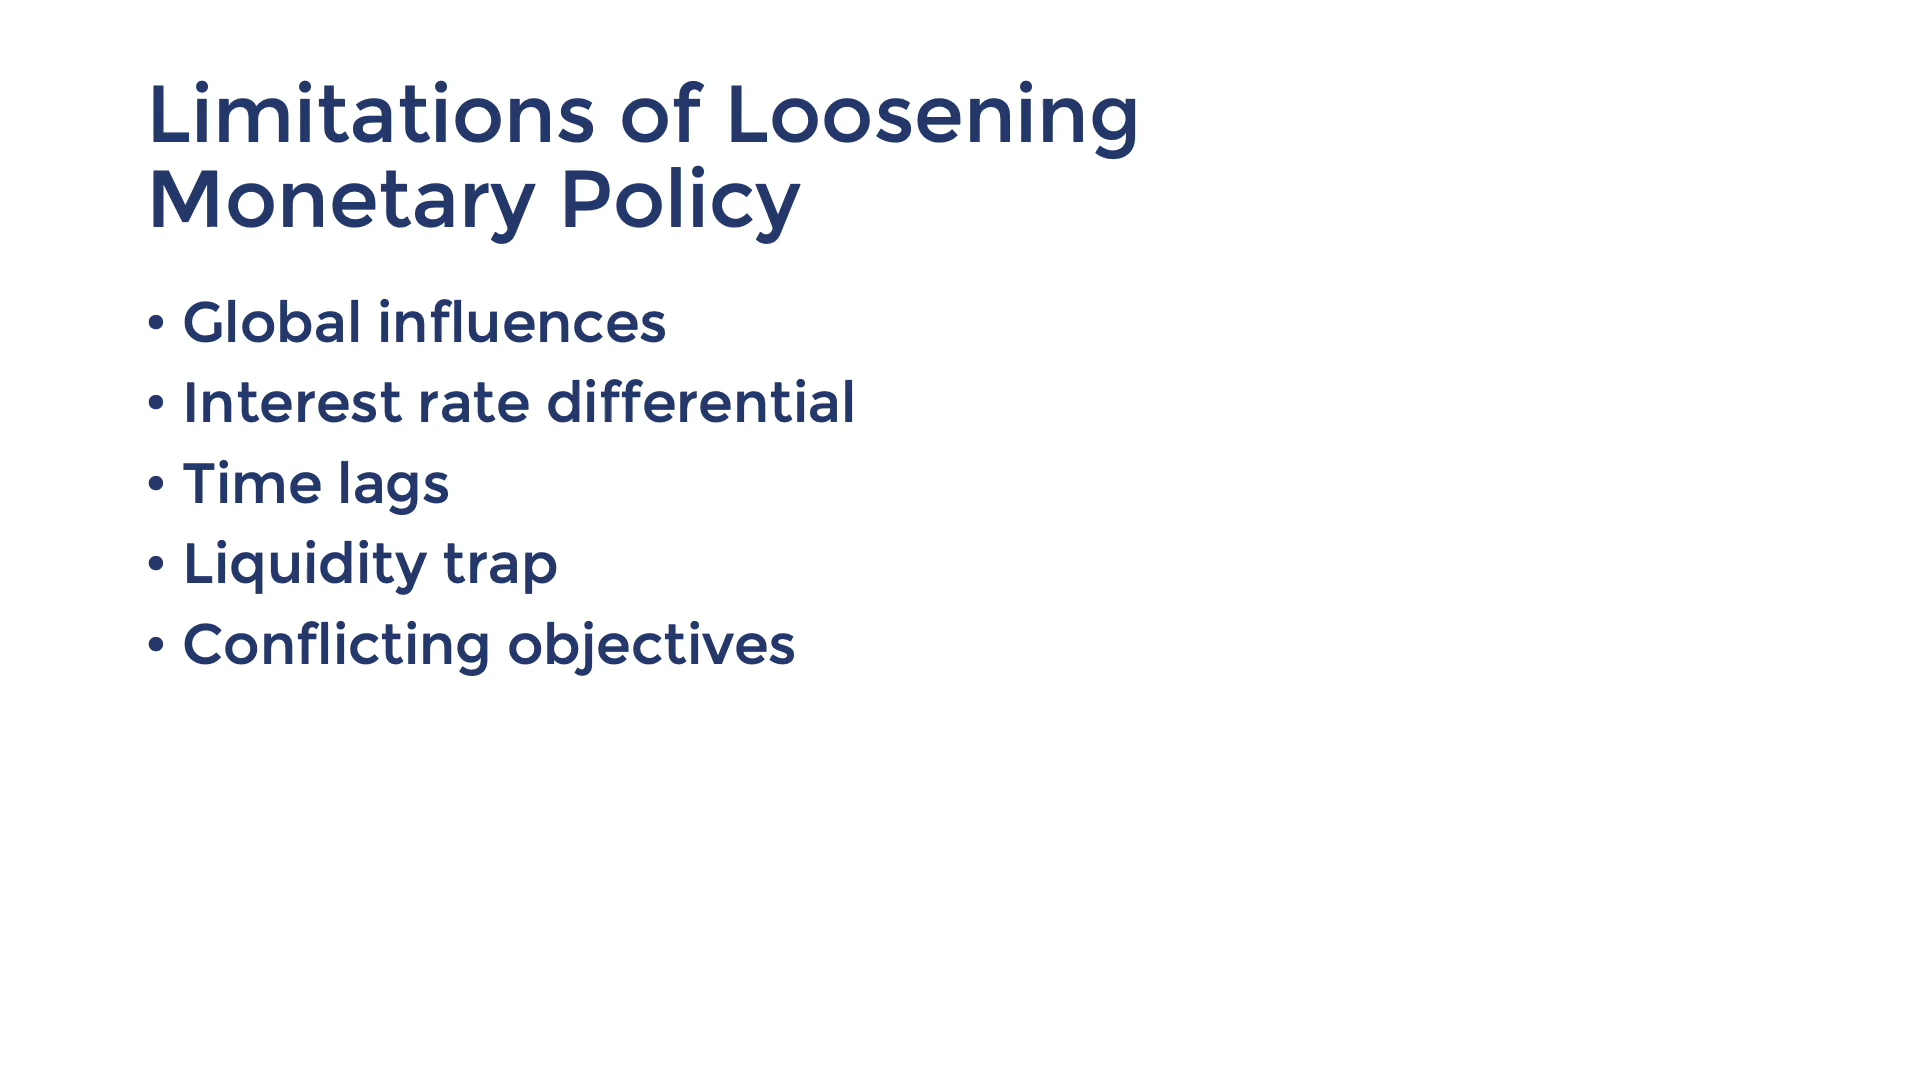 Limitations of Loosening
Monetary Policy
• Global influences
• Interest rate differential
• Time lags
• Liquidity trap
• Conflicting objectives